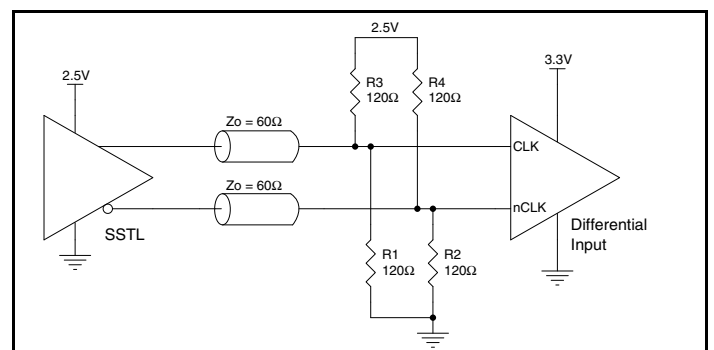 2.5V
2.5V
3.3V
R3
120Ω
R4
120Ω
Zo = 60Ω
CLK
Zo = 60Ω
nCLK
SSTL
Differential
Input
R1
120Ω
R2
120Ω